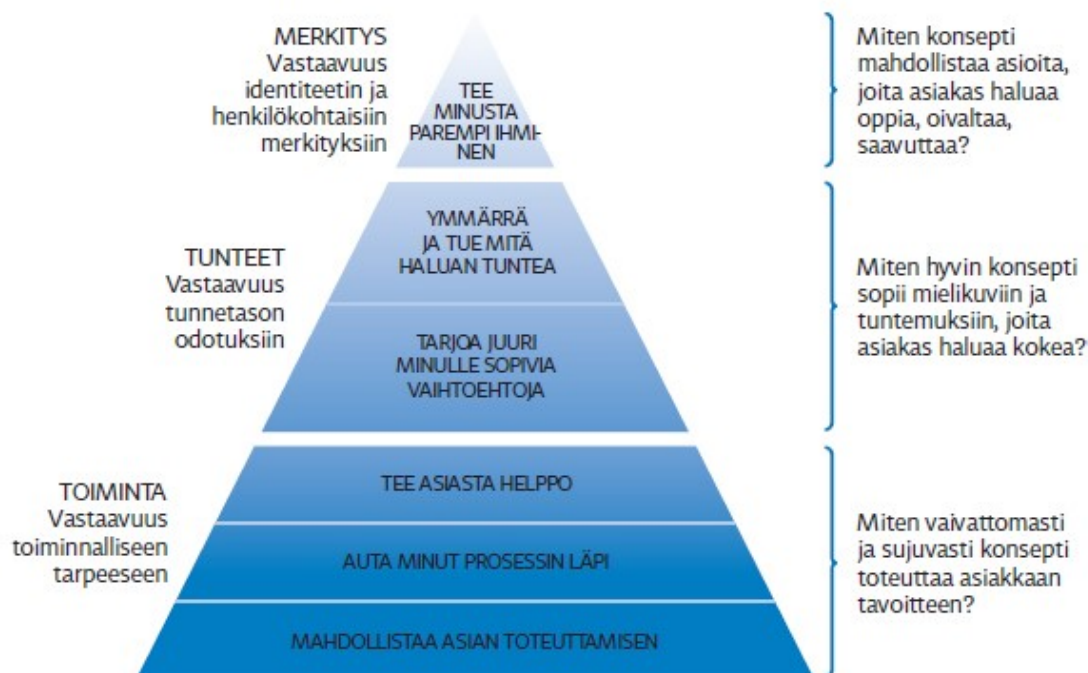 MERKITYS
Vastaavuus
identiteetin ja
henkilökohtaisiin
merkityksiin
TEE
MINUSTA
PAREMPI IHMI-
NEN
Miten konsepti
mahdollistaa asioita,
joita asiakas haluaa
oppia, oivaltaa,
saavuttaa?
TUNTEET
Vastaavuus
tunnetason
odotuksiin
YMMÄRRÄ
JA TUE MITÄ
HALUAN TUNTEA
TARJOA JUURI
MINULLE SOPIVIA
VAIHTOEHTOJA
Miten hyvin konsepti
sopii mielikuviin ja
tuntemuksiin, joita
asiakas haluaa kokea?
TOIMINTA
Vastaavuus
toiminnalliseen
tarpeeseen
TEE ASIASTA HELPPO
AUTA MINUT PROSESSIN LÄPI
MAHDOLLISTAA ASIAN TOTEUTTAMISEN
Miten vaivattomasti
ja sujuvasti konsepti
toteuttaa asiakkaan
tavoitteen?